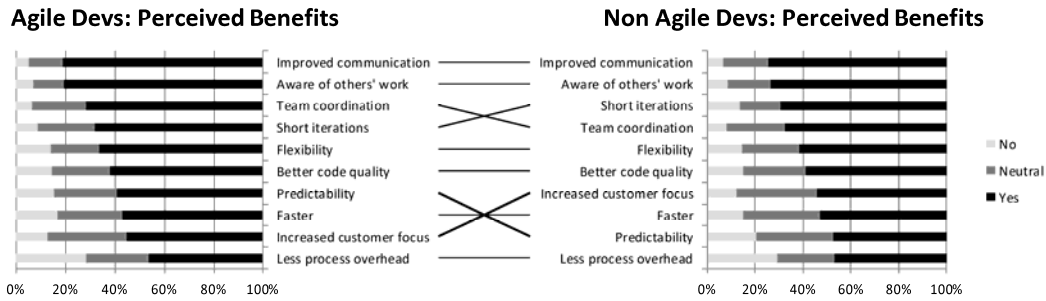 Agile Devs: Perceived Benefits
Non Agile Devs: Perceived Benefits
Improved communication
Aware of others' work
Team coordination
Short iterations
Flexibility
Better code quality
Predictability
Faster
Increased customer focus
Less process overhead
0% 20% 40% 60% 80% 100%
Improved communication
Aware of others' work
Short iterations
Team coordination
Flexibility
Better code quality
Increased customer focus
Faster
Predictability
Less process overhead
0% 20% 40% 60% 80% 100%
No
Neutral
Yes